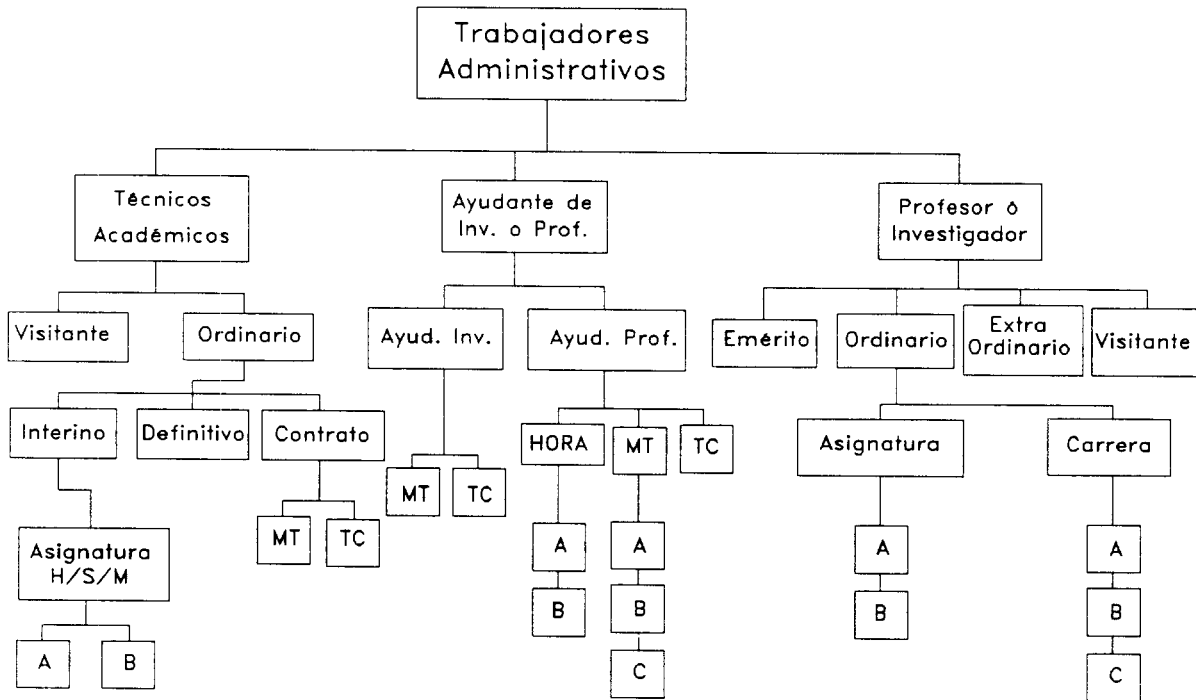 Trabajadores
Administrativos
Técnicos
Académicos
Ayudante de
Inv. o Prof.
Profesor ó
Investigador
Visitante
Ordinario
Ayud. Inv.
Ayud. Prof.
Emérito
Ordinario
Extra
Ordinario
Visitante
Interino
Definitivo
Contrato
HORA
MT
TC
Asignatura
Carrera
MT
TC
MT
TC
Asignatura
H/S/M
A
A
A
A
B
B
B
B
A
B
C
C